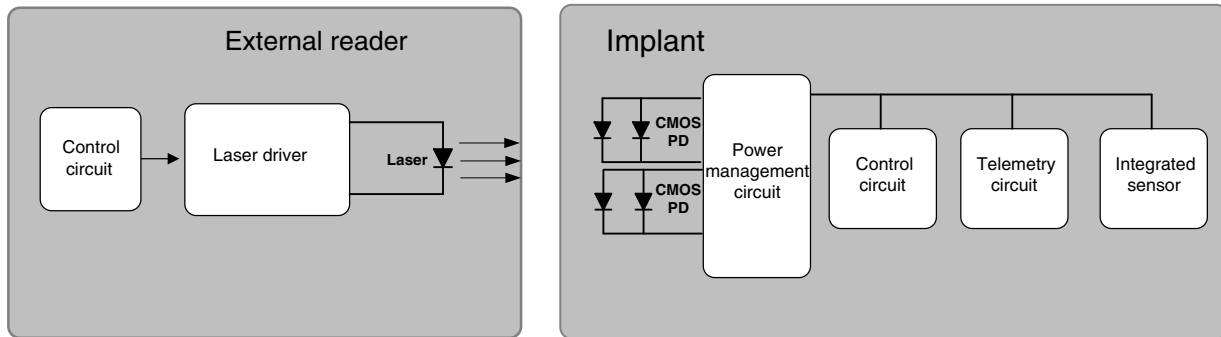 External reader
Control
circuit
Laser driver
Laser
Implant
CMOS
PD
CMOS
PD
Power
management
circuit
Control
circuit
Telemetry
circuit
Integrated
sensor